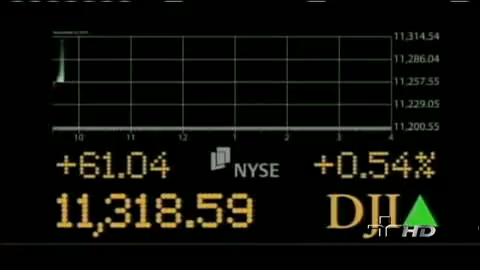 11,314.54
11,286.04
11,257.55
11,229.05
11,200.55
10 11 12 1 2 3 4
+61.04 NYSE +0.54%
11,318.59 DJI HD